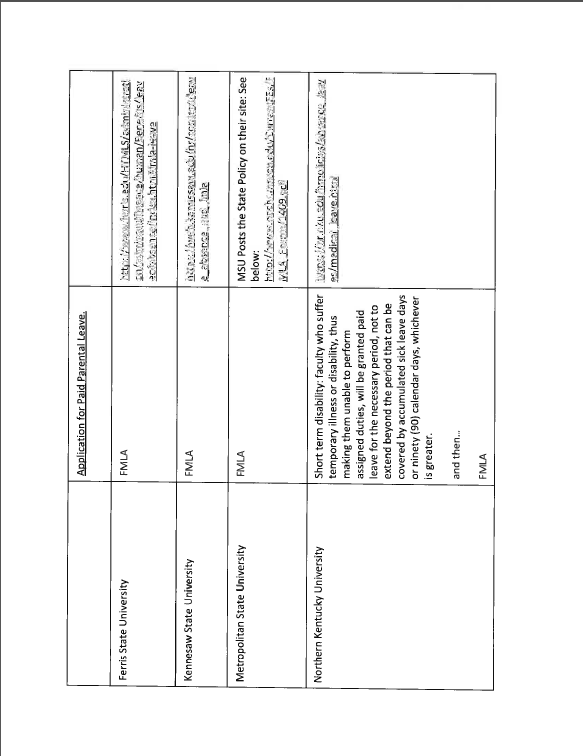 Application for Paid Parental Leave.
Ferris State University
FMLA
Kennesaw State University
FMLA
Metropolitan State University
FMLA
MSU Posts the State Policy on their site: See
below:
Northern Kentucky University
Short term disability: faculty who suffer
temporary illness or disability, thus
making them unable to perform
assigned duties, will be granted paid
leave for the necessary period, not to
extend beyond the period that can be
covered by accumulated sick leave days
or ninety (90) calendar days, whichever
is greater.
and then...
FMLA